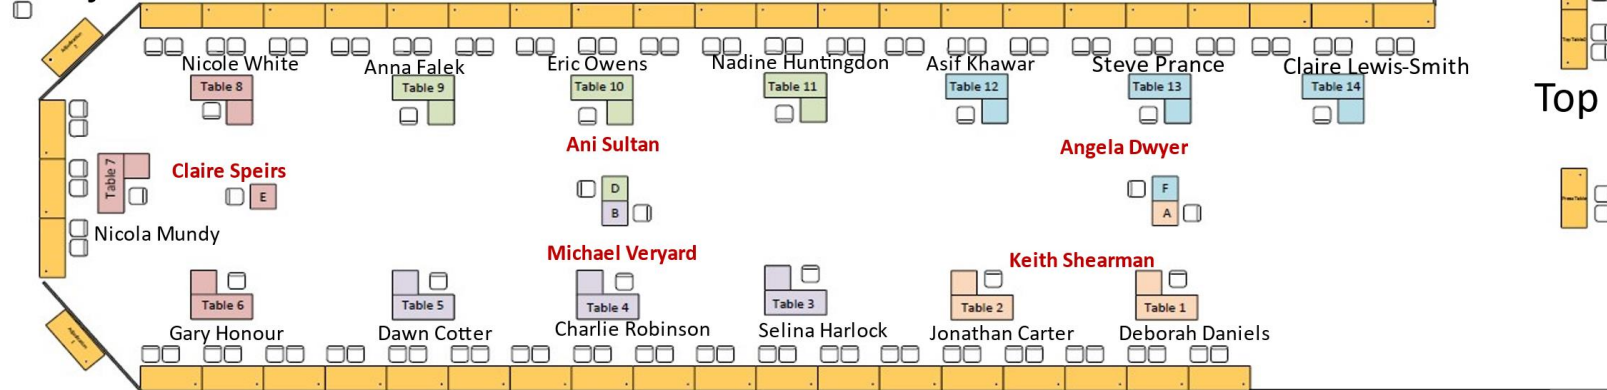 Nicole White
Anna Falek
Eric Owens
Nadine Huntingdon
Asif Khawar
Steve Prance
Claire Lewis-Smith
Table 8
Table 9
Table 10
Table 11
Table 12
Table 13
Table 14
Top
Ani Sultan
Angela Dwyer
Table 7
Claire Speirs
E
D
B
F
A
Nicola Mundy
Michael Veryard
Keith Shearman
Table 6
Table 5
Table 4
Table 3
Table 2
Table 1
Gary Honour
Dawn Cotter
Charlie Robinson
Selina Harlock
Jonathan Carter
Deborah Daniels